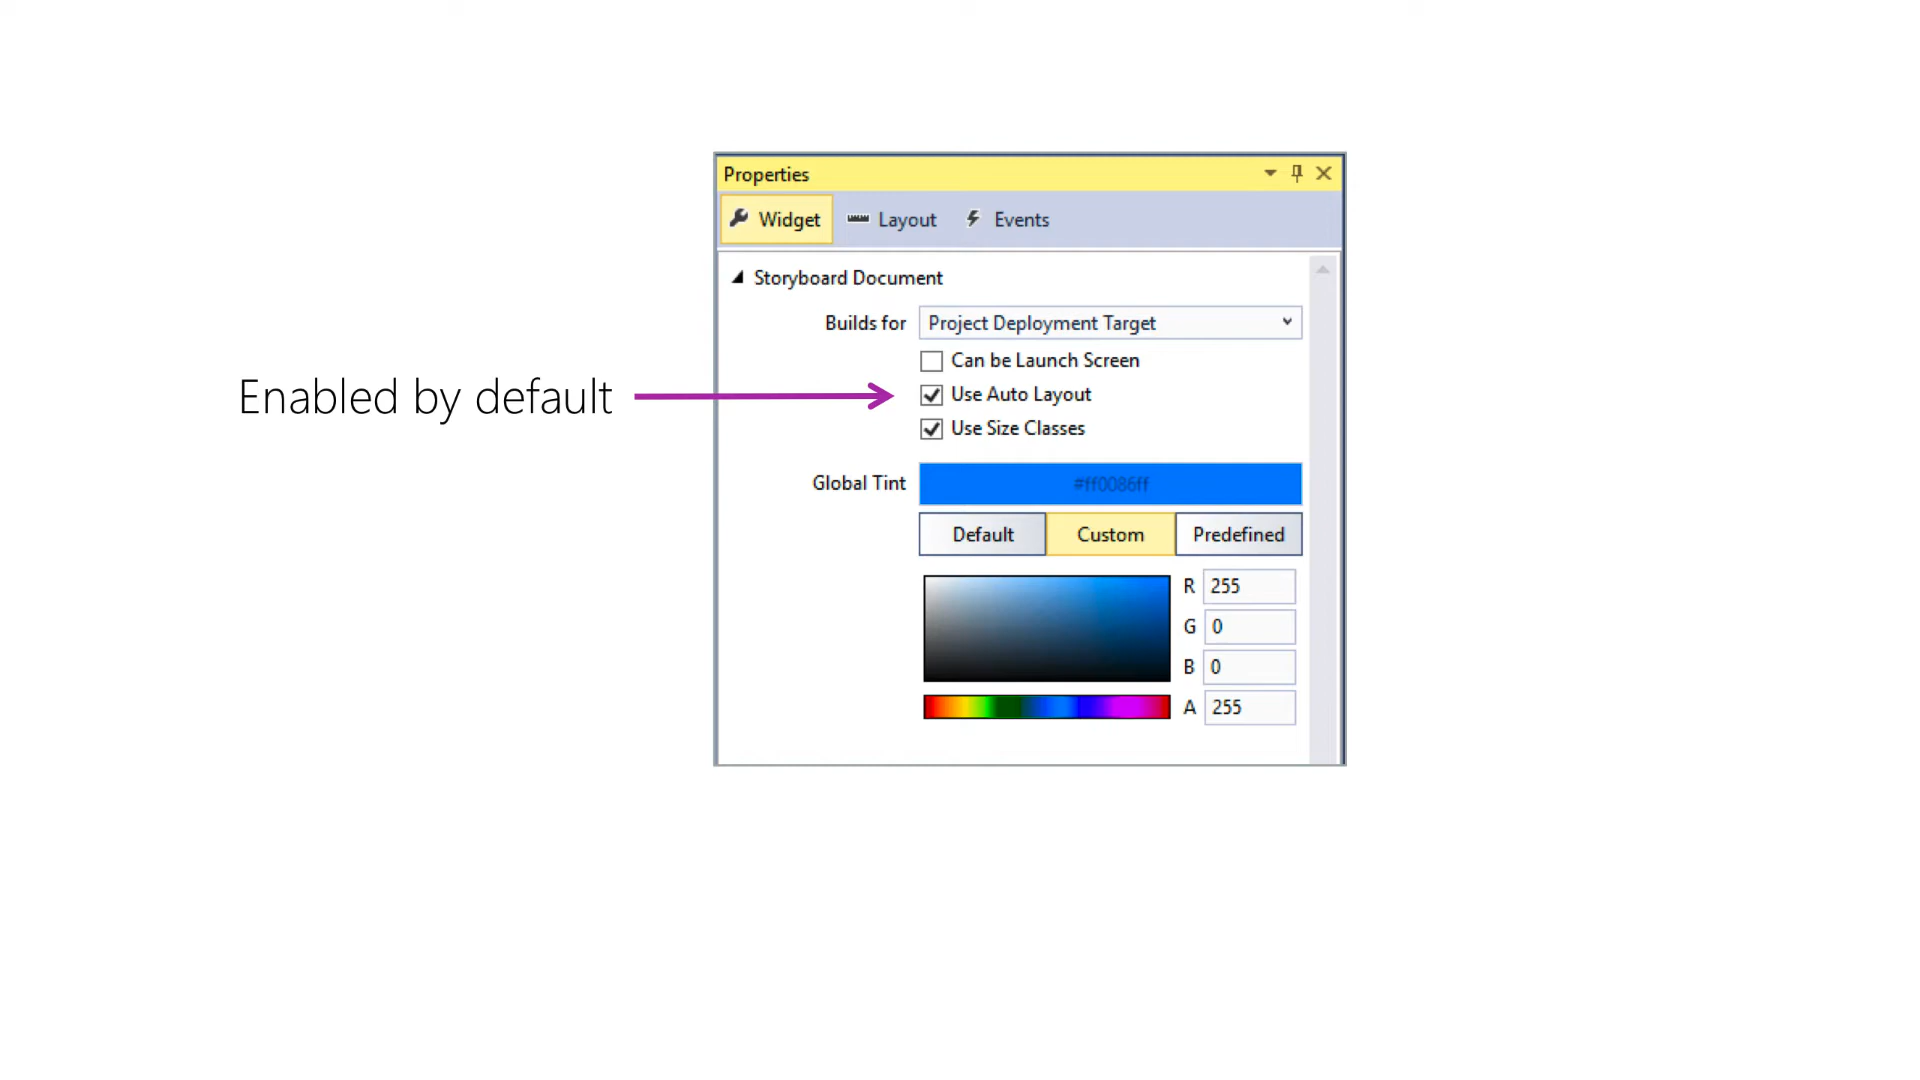 Properties
Widget Layout Events
Storyboard Document
Builds for Project Deployment Target
Can be Launch Screen
Enabled by default
Use Auto Layout
Use Size Classes
Global Tint #ff0086ff
Default Custom Predefined
R 255
G 0
B 0
A 255